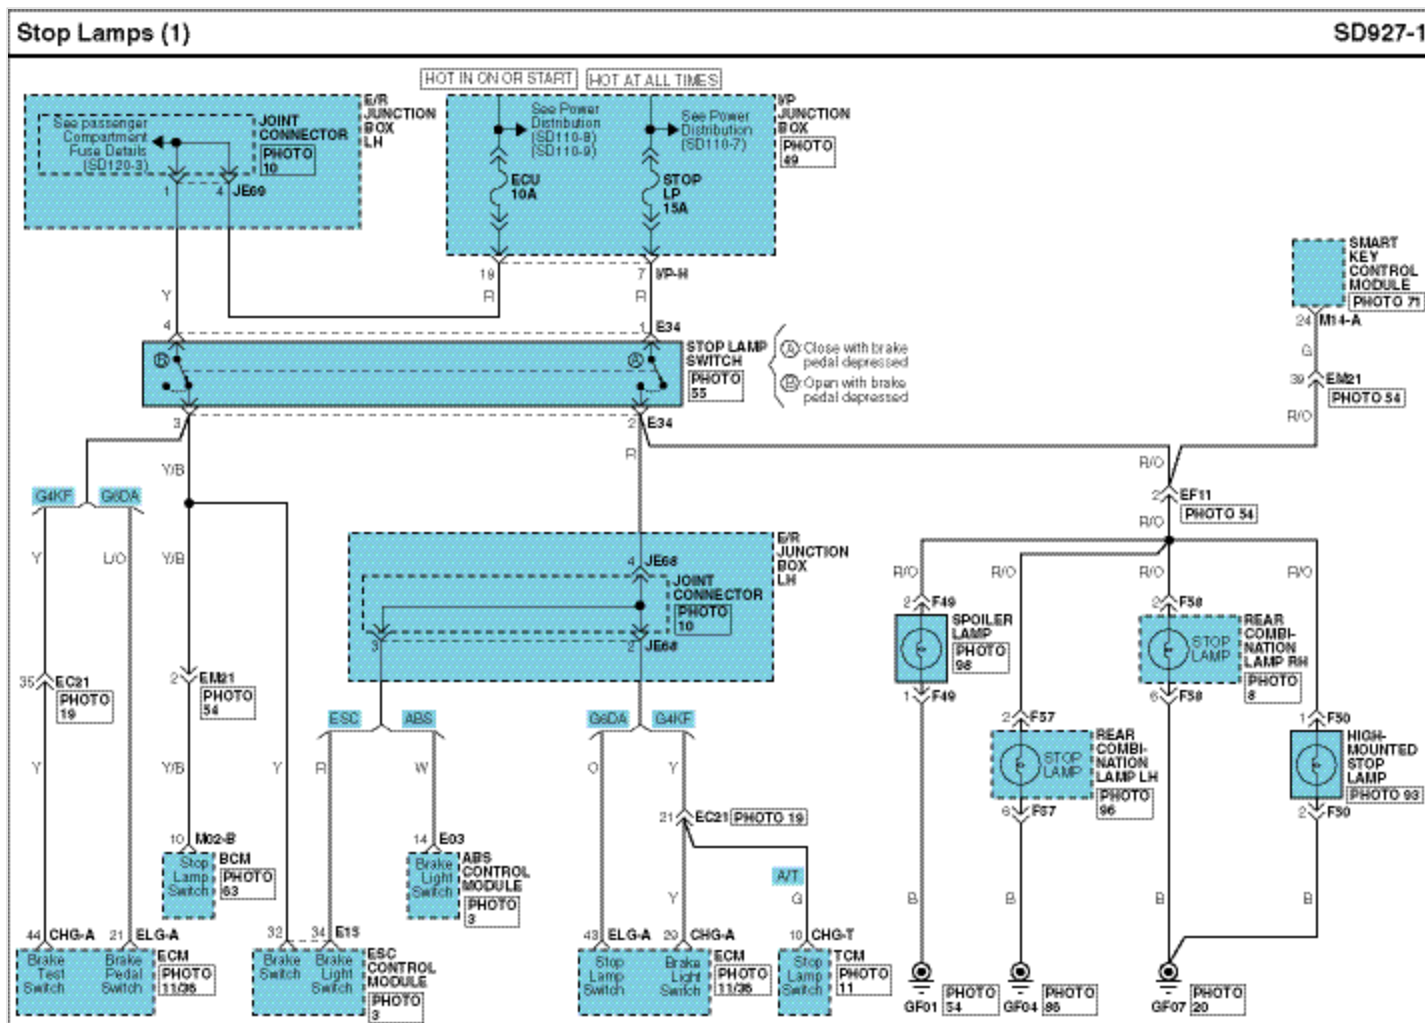 Stop Lamps (1)
SD927-1
HOT IN ON OR START
HOT AT ALL TIMES
E/R
JUNCTION
BOX
LH
See passenger
Compartment
Fuse Details
(SD120-3)
JOINT
CONNECTOR
PHOTO
10
1
4
JE69
See Power
Distribution
(SD110-8)
(SD110-9)
See Power
Distribution
(SD110-7)
I/P
JUNCTION
BOX
PHOTO
49
ECU
10A
STOP
LP
15A
19
7
I/P-H
Y
R
R
4
1
E34
B
A
STOP LAMP
SWITCH
PHOTO
55
A : Close with brake
pedal depressed
B : Open with brake
pedal depressed
3
2
E34
SMART
KEY
CONTROL
MODULE
PHOTO 71
24
M14-A
G
39
EM21
PHOTO 54
R/O
R/O
2
EF11
PHOTO 54
R/O
Y/B
R
G4KF
G6DA
Y
L/O
Y/B
E/R
JUNCTION
BOX
LH
4
JE68
JOINT
CONNECTOR
PHOTO
10
3
2
JE68
R/O
R/O
R/O
R/O
2
F49
SPOILER
LAMP
PHOTO
98
1
F49
2
F58
STOP
LAMP
REAR
COMBI-
NATION
LAMP RH
PHOTO
8
6
F58
2
F57
STOP
LAMP
REAR
COMBI-
NATION
LAMP LH
PHOTO
96
6
F57
1
F50
HIGH-
MOUNTED
STOP
LAMP
PHOTO 93
2
F50
35
EC21
PHOTO
19
2
EM21
PHOTO
54
ESC
ABS
G6DA
G4KF
Y
Y/B
Y
R
W
O
Y
21
EC21
PHOTO 19
A/T
Y
G
10
M02-B
Stop
Lamp
Switch
BCM
PHOTO
63
14
E03
Brake
Light
Switch
ABS
CONTROL
MODULE
PHOTO
3
B
B
B
B
44
CHG-A
21
ELG-A
Brake
Test
Switch
Brake
Pedal
Switch
ECM
PHOTO
11/36
32
34
E15
Brake
Switch
Brake
Light
Switch
ESC
CONTROL
MODULE
PHOTO
3
43
ELG-A
29
CHG-A
Stop
Lamp
Switch
Brake
Light
Switch
ECM
PHOTO
11/36
10
CHG-T
Stop
Lamp
Switch
TCM
PHOTO
11
GF01
PHOTO
54
GF04
PHOTO
86
GF07
PHOTO
20